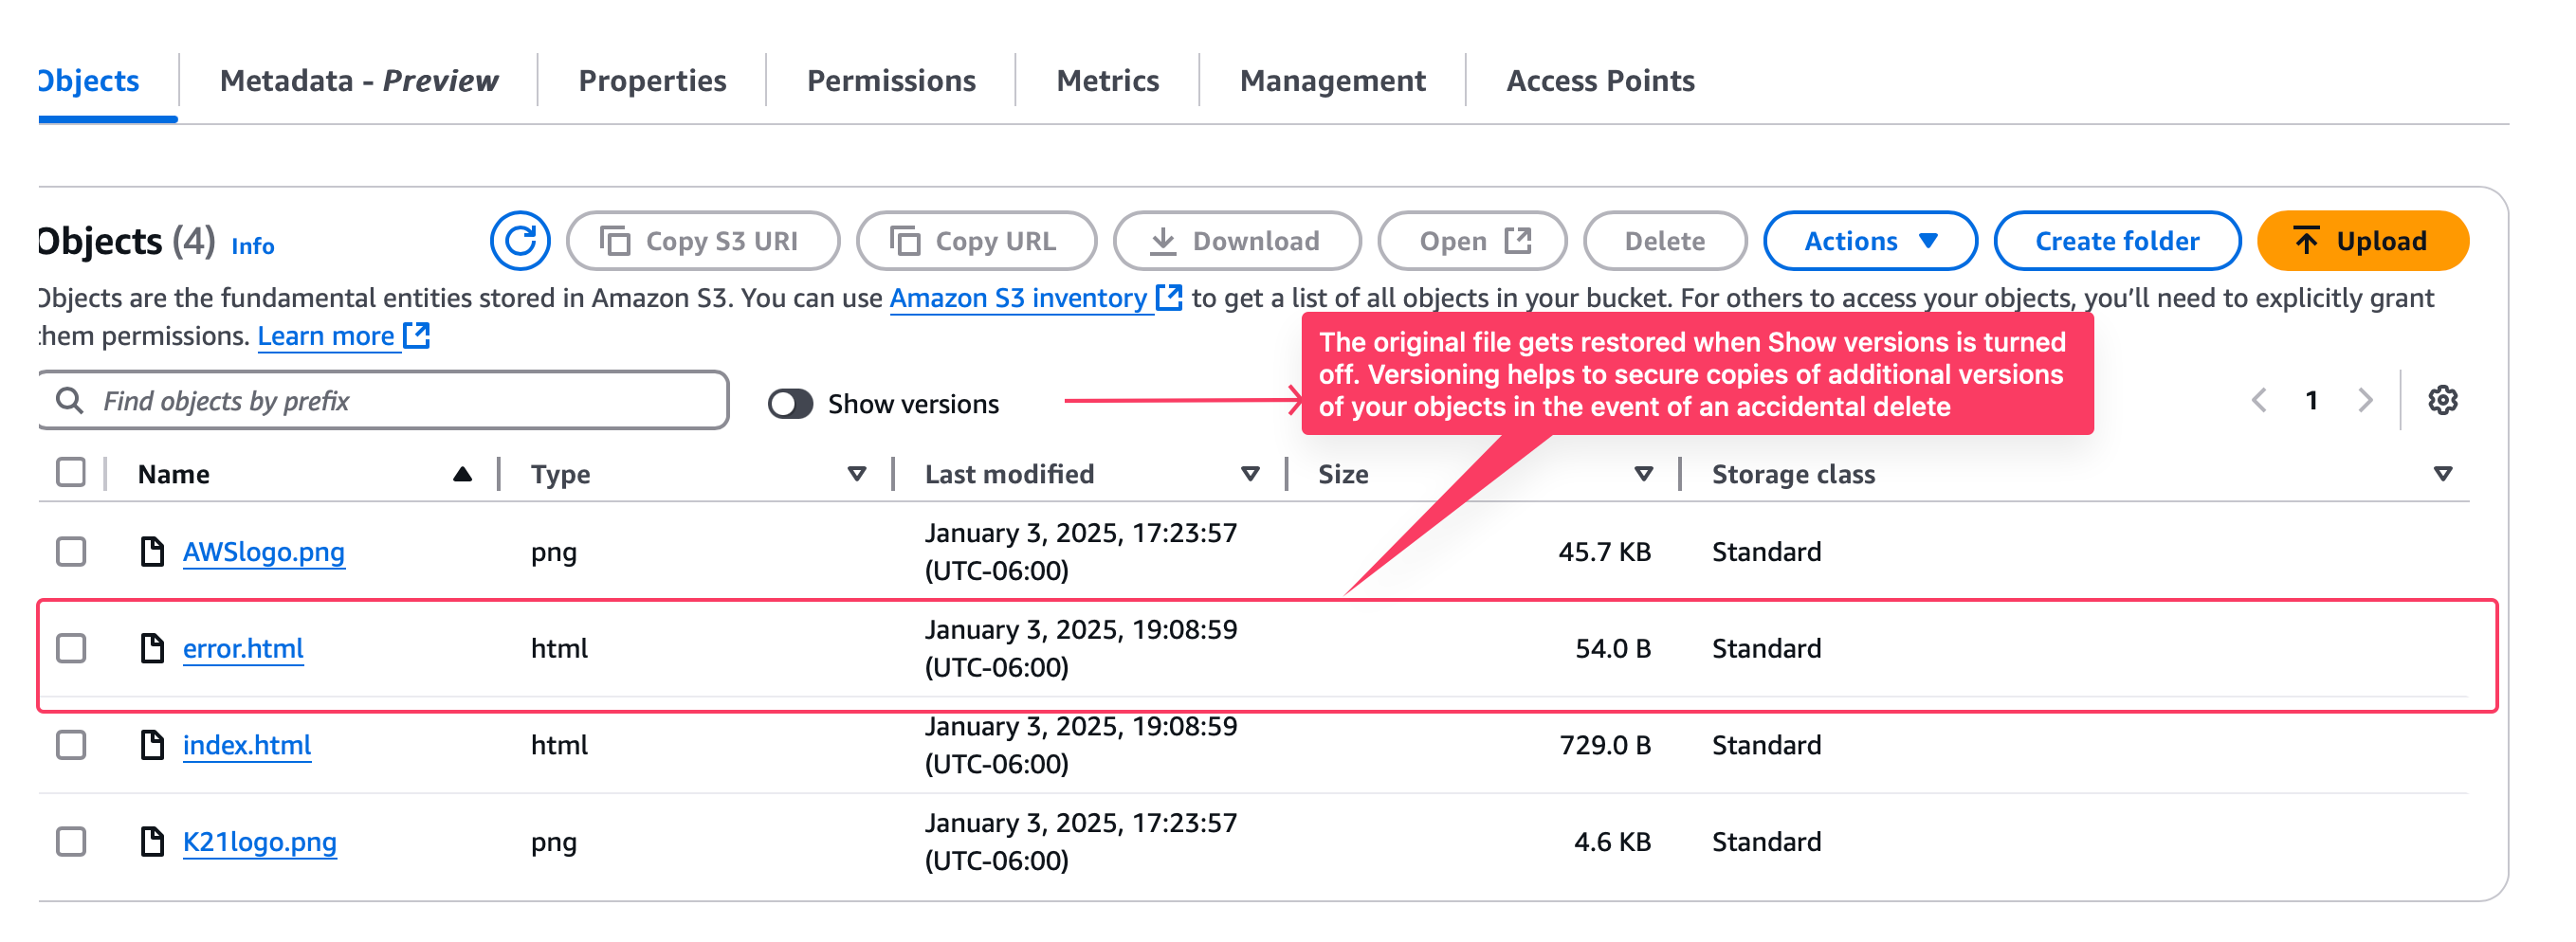 Objects
Metadata - Preview
Properties
Permissions
Metrics
Management
Access Points
Objects (4) Info
Copy S3 URI
Copy URL
Download
Open
Delete
Actions
Create folder
Upload
Objects are the fundamental entities stored in Amazon S3. You can use Amazon S3 inventory to get a list of all objects in your bucket. For others to access your objects, you’ll need to explicitly grant
them permissions. Learn more
The original file gets restored when Show versions is turned
off. Versioning helps to secure copies of additional versions
of your objects in the event of an accidental delete
Find objects by prefix
Show versions
1
Name Type Last modified Size Storage class
AWSlogo.png png January 3, 2025, 17:23:57 (UTC-06:00) 45.7 KB Standard
error.html html January 3, 2025, 19:08:59 (UTC-06:00) 54.0 B Standard
index.html html January 3, 2025, 19:08:59 (UTC-06:00) 729.0 B Standard
K21logo.png png January 3, 2025, 17:23:57 (UTC-06:00) 4.6 KB Standard